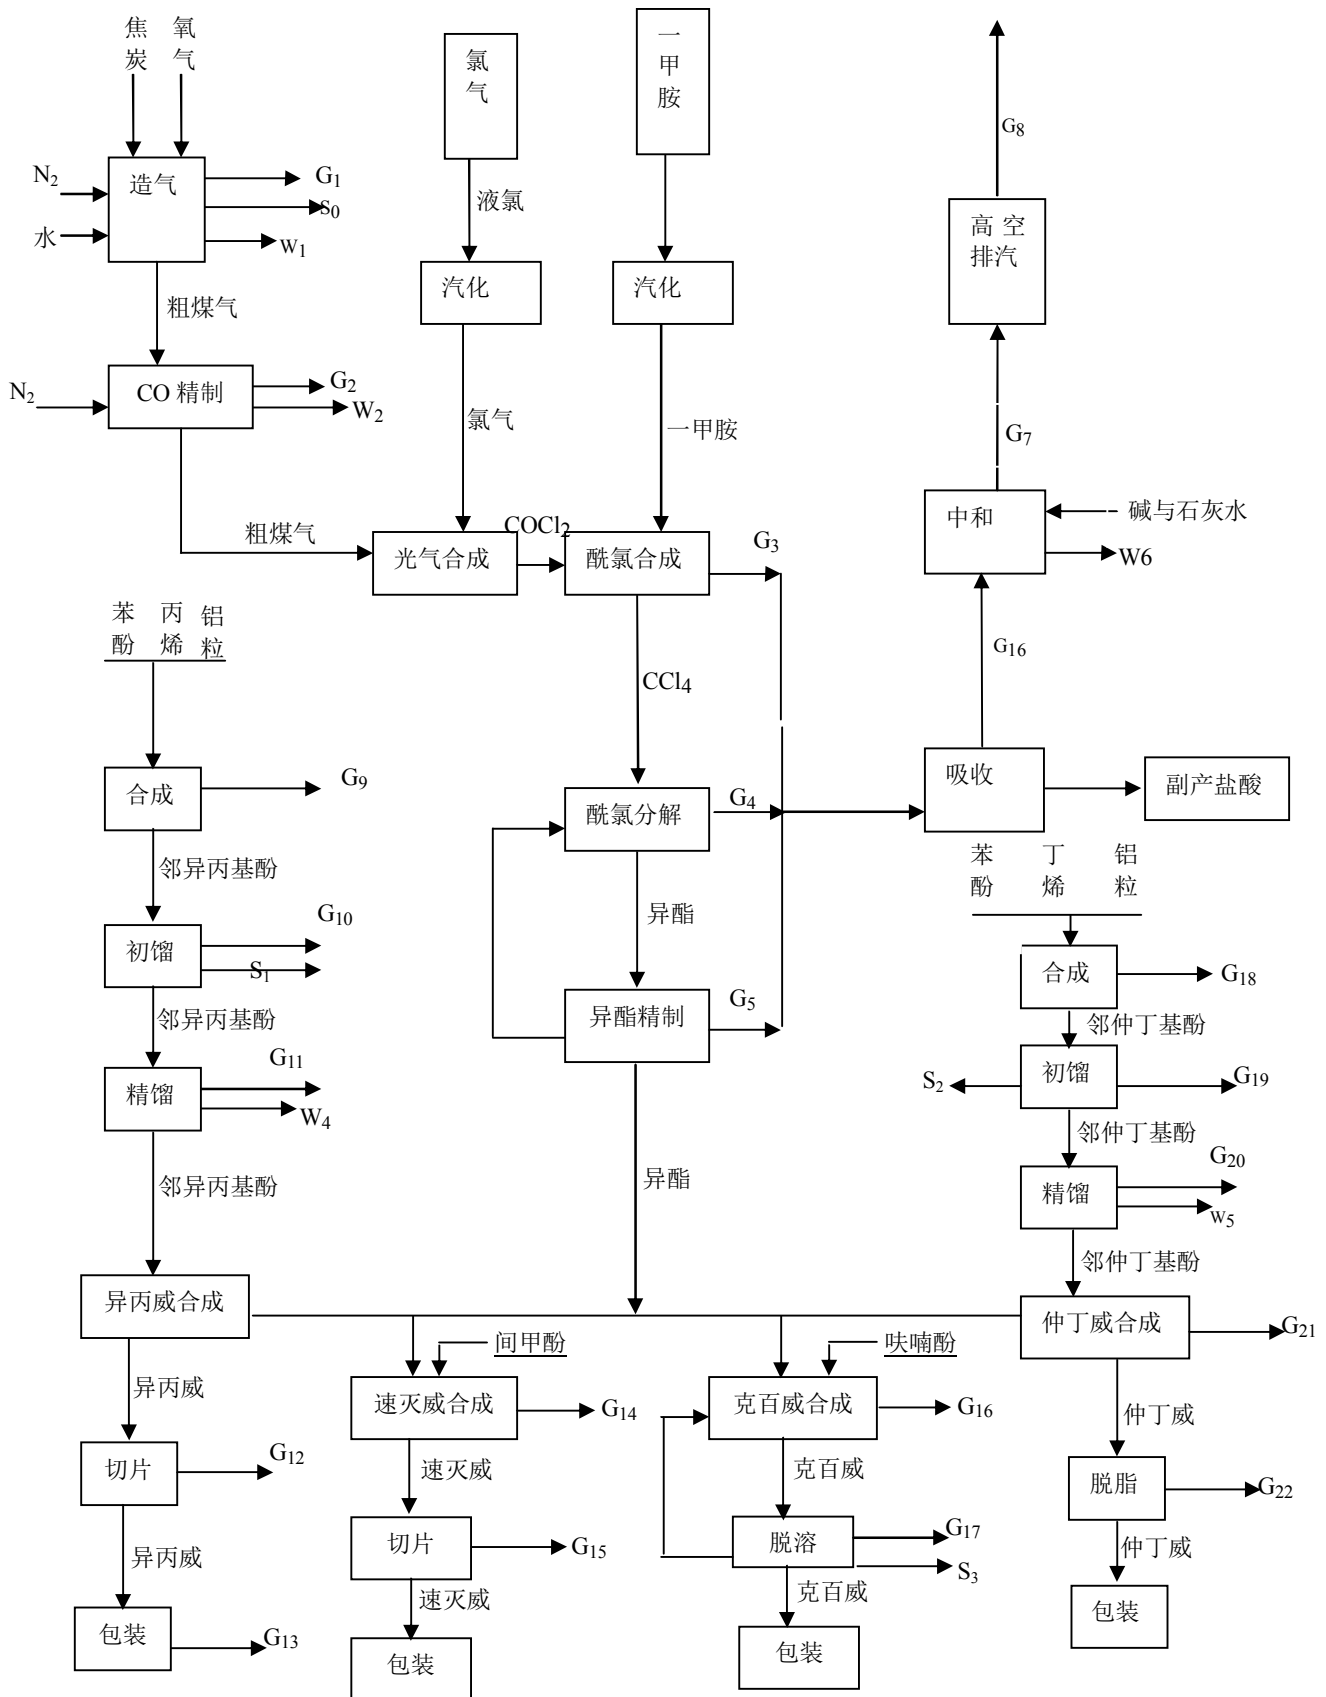 焦炭
氧气
氯气
一甲胺
G8
N2
造气
G1
S0
水
W1
液氯
高空
排汽
汽化
汽化
粗煤气
N2
CO 精制
G2
W2
氯气
一甲胺
G7
中和
碱与石灰水
W6
粗煤气
光气合成
COCl2
酰氯合成
G3
苯酚
丙烯
铝粒
G16
CCl4
合成
G9
酰氯分解
G4
吸收
副产盐酸
邻异丙基酚
苯酚
丁烯
铝粒
异酯
初馏
G10
S1
合成
G18
邻异丙基酚
异酯精制
G5
邻仲丁基酚
精馏
G11
W4
S2
初馏
G19
邻仲丁基酚
邻异丙基酚
异酯
精馏
G20
W5
邻仲丁基酚
异丙威合成
仲丁威合成
G21
间甲酚
呋喃酚
异丙威
速灭威合成
G14
克百威合成
G16
仲丁威
切片
G12
速灭威
克百威
脱脂
G22
异丙威
切片
G15
脱溶
G17
S3
仲丁威
速灭威
克百威
包装
G13
包装
包装
包装